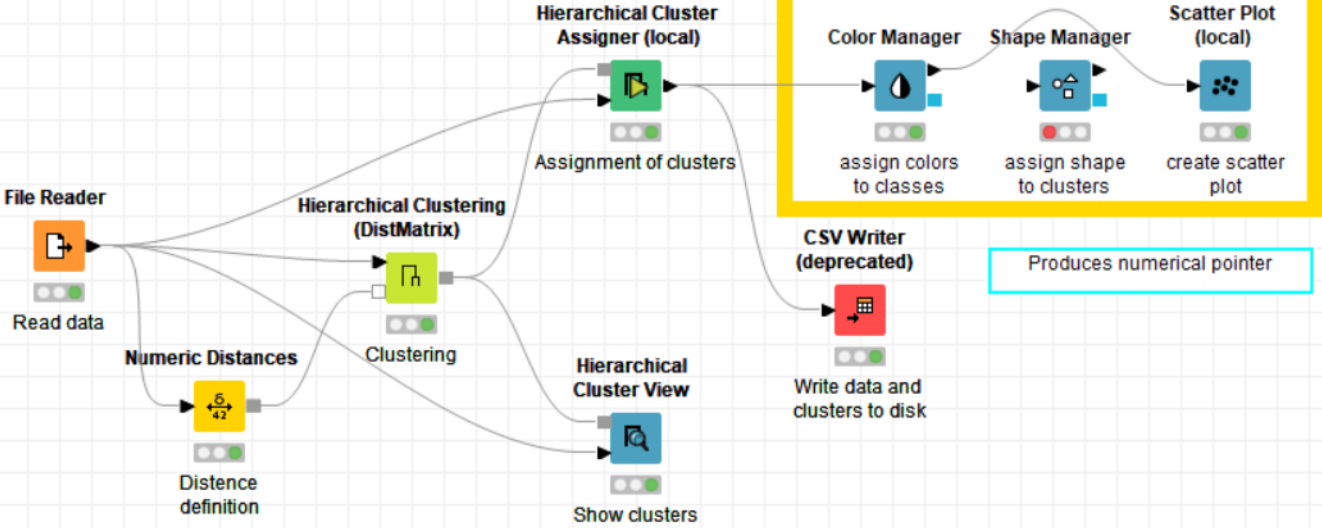 Hierarchical Cluster
Assigner (local)
Assignment of clusters
Color Manager
assign colors
to classes
Shape Manager
assign shape
to clusters
Scatter Plot
(local)
create scatter
plot
File Reader
Read data
Hierarchical Clustering
(DistMatrix)
Clustering
CSV Writer
(deprecated)
Write data and
clusters to disk
Produces numerical pointer
Numeric Distances
δ
42
Distence
definition
Hierarchical
Cluster View
Show clusters